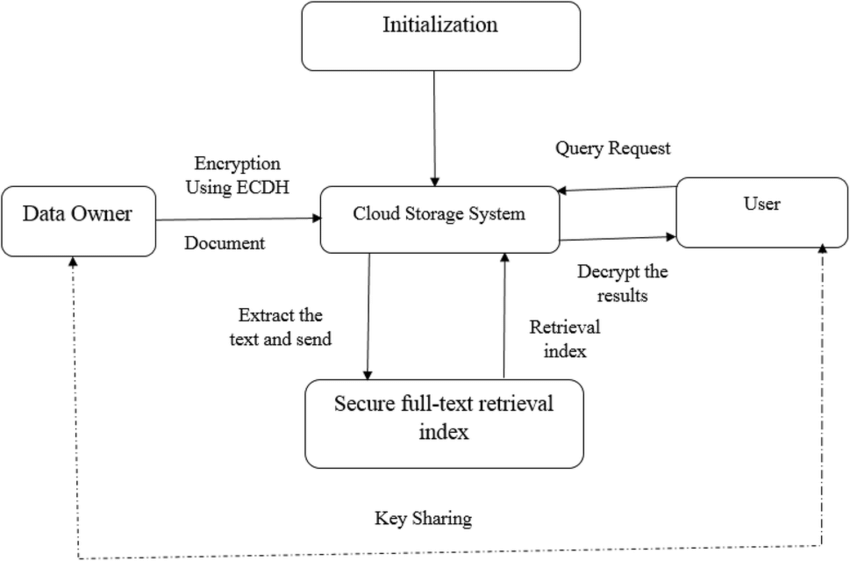 Initialization
Query Request
Encryption
Using ECDH
Data Owner
Cloud Storage System
User
Document
Decrypt the
results
Extract the
text and send
Retrieval
index
Secure full-text retrieval
index
Key Sharing